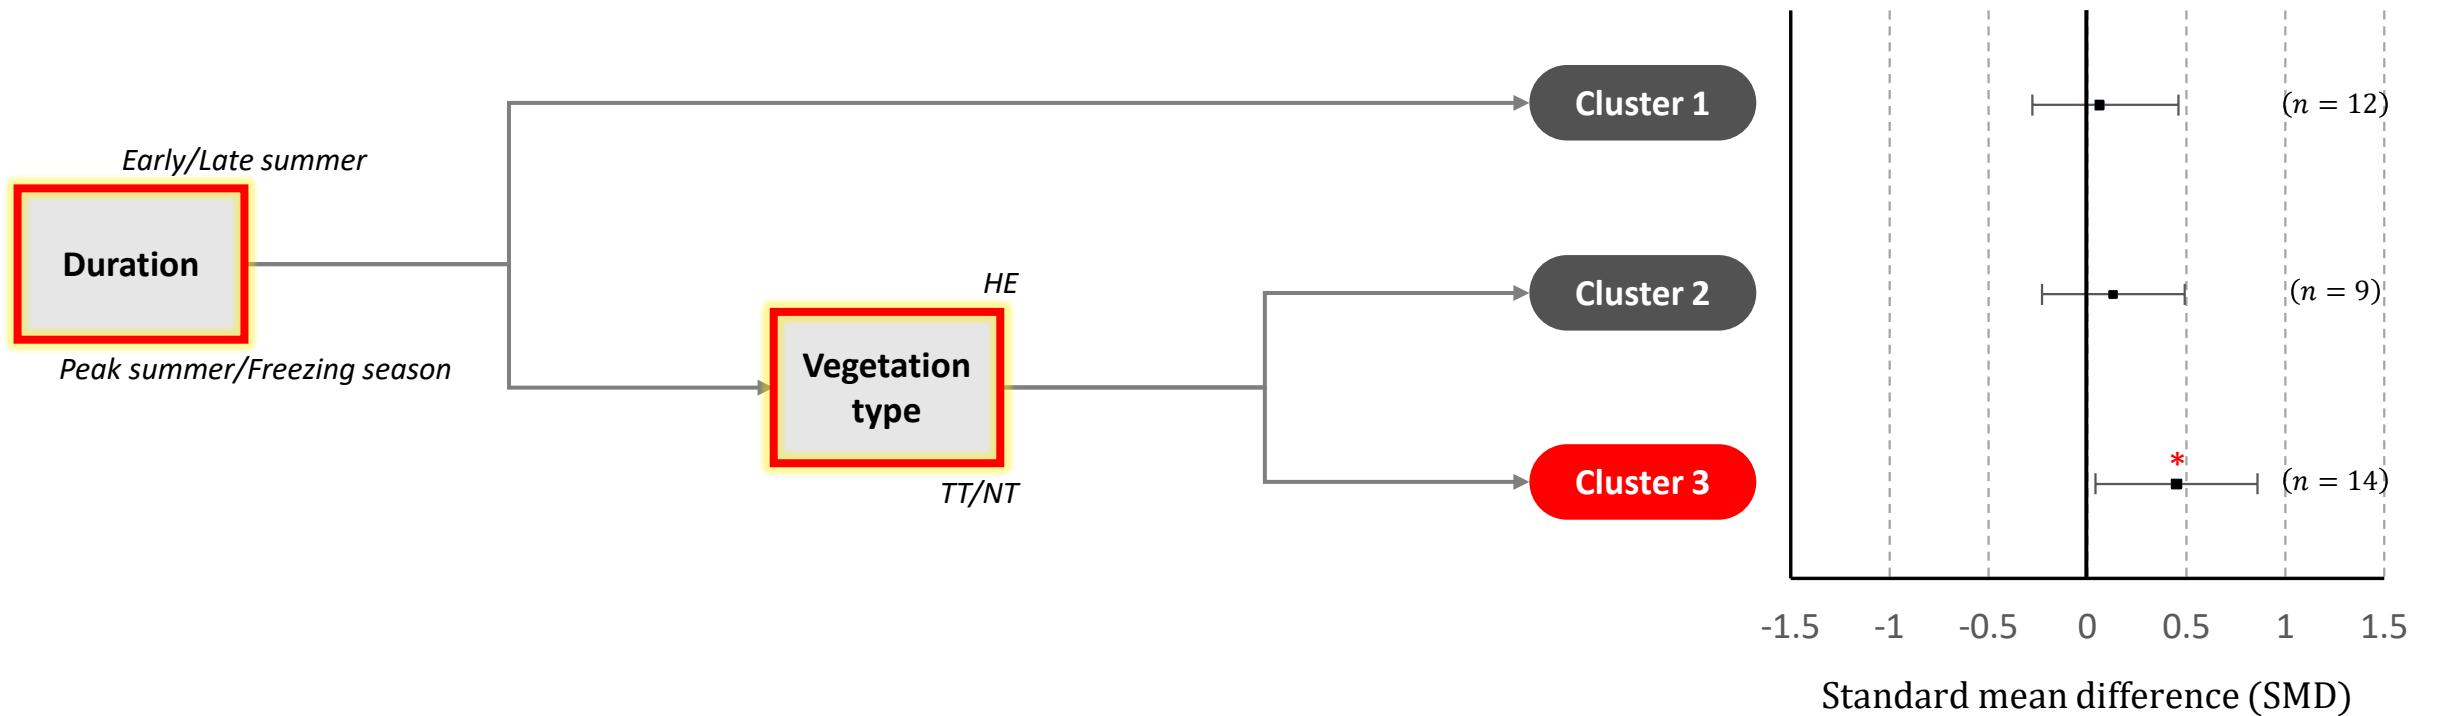 Early/Late summer
Duration
Peak summer/Freezing season
HE
Vegetation
type
TT/NT
Cluster 1
Cluster 2
Cluster 3
(n = 12)
(n = 9)
*
(n = 14)
-1.5 -1 -0.5 0 0.5 1 1.5
Standard mean difference (SMD)